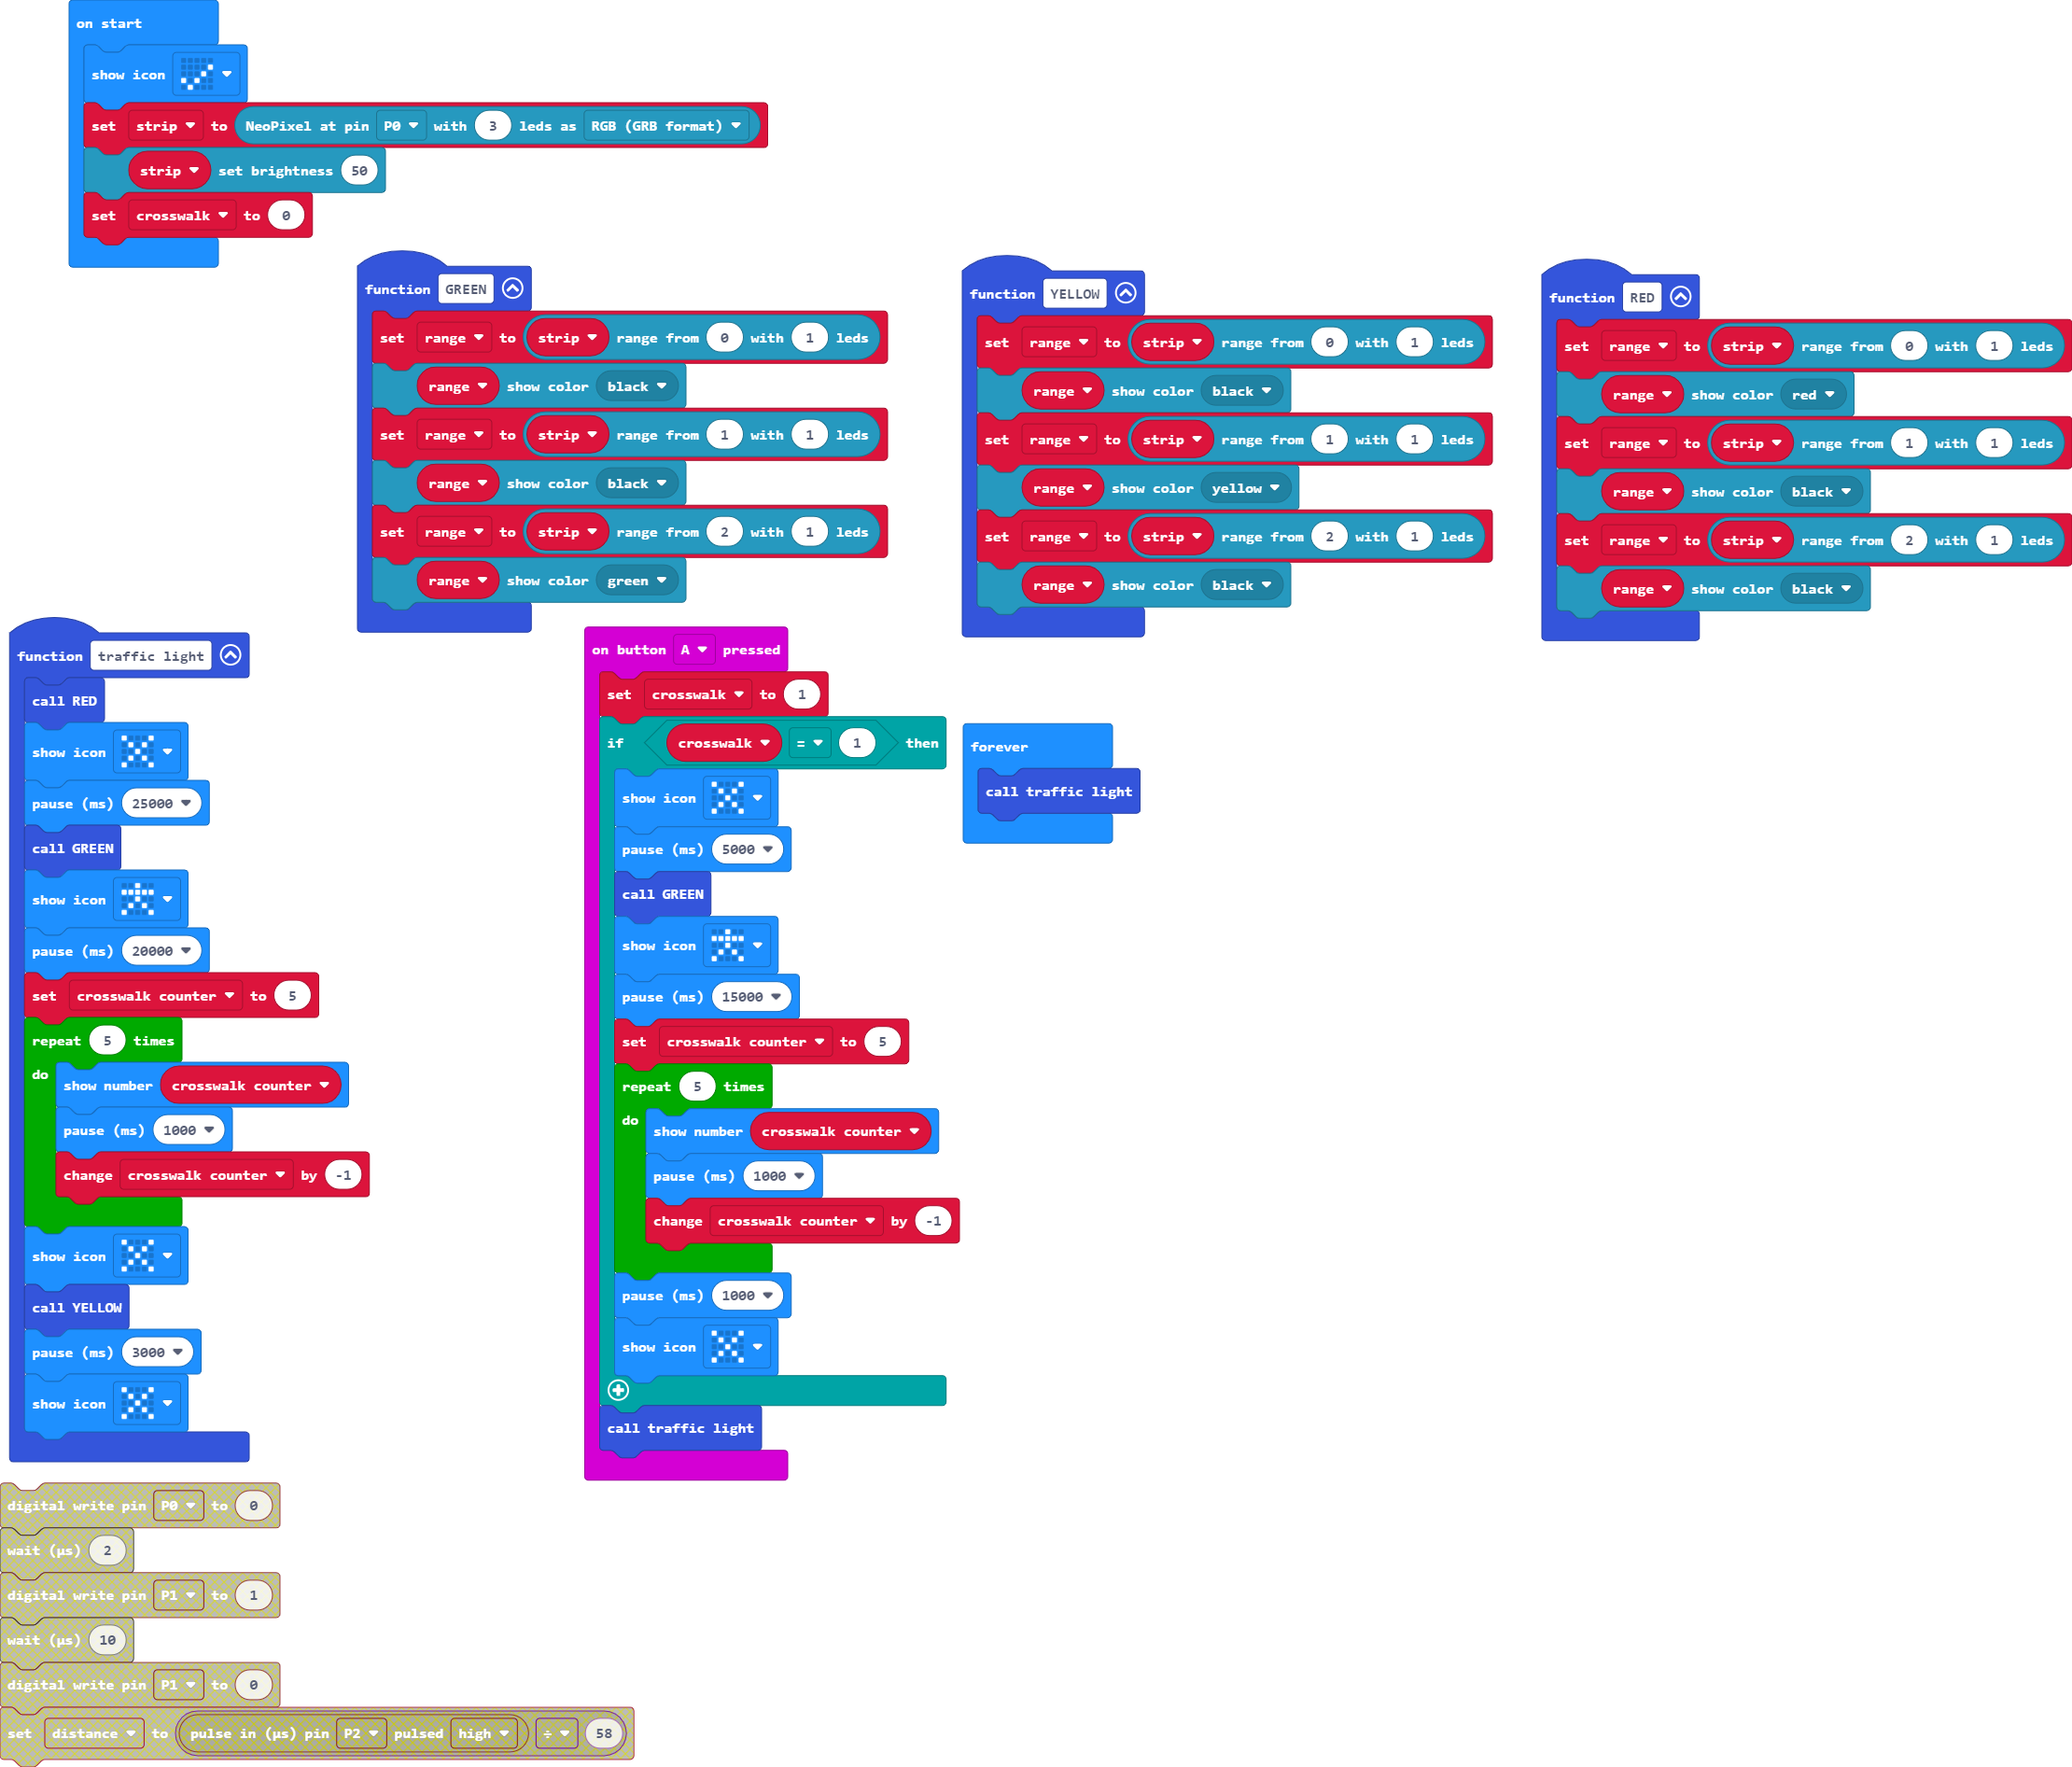 on start
show icon
set strip to NeoPixel at pin P0 with 3 leds as RGB (GRB format)
strip set brightness 50
set crosswalk to 0
function GREEN
set range to strip range from 0 with 1 leds
range show color black
set range to strip range from 1 with 1 leds
range show color black
set range to strip range from 2 with 1 leds
range show color green
function YELLOW
set range to strip range from 0 with 1 leds
range show color black
set range to strip range from 1 with 1 leds
range show color yellow
set range to strip range from 2 with 1 leds
range show color black
function RED
set range to strip range from 0 with 1 leds
range show color red
set range to strip range from 1 with 1 leds
range show color black
set range to strip range from 2 with 1 leds
range show color black
function traffic light
call RED
show icon
pause (ms) 25000
call GREEN
show icon
pause (ms) 20000
set crosswalk counter to 5
repeat 5 times
do
show number crosswalk counter
pause (ms) 1000
change crosswalk counter by -1
show icon
call YELLOW
pause (ms) 3000
show icon
on button A pressed
set crosswalk to 1
if crosswalk = 1 then
show icon
pause (ms) 5000
call GREEN
show icon
pause (ms) 15000
set crosswalk counter to 5
repeat 5 times
do
show number crosswalk counter
pause (ms) 1000
change crosswalk counter by -1
pause (ms) 1000
show icon
call traffic light
forever
call traffic light
digital write pin P0 to 0
wait (µs) 2
digital write pin P1 to 1
wait (µs) 10
digital write pin P1 to 0
set distance to pulse in (µs) pin P2 pulsed high ÷ 58